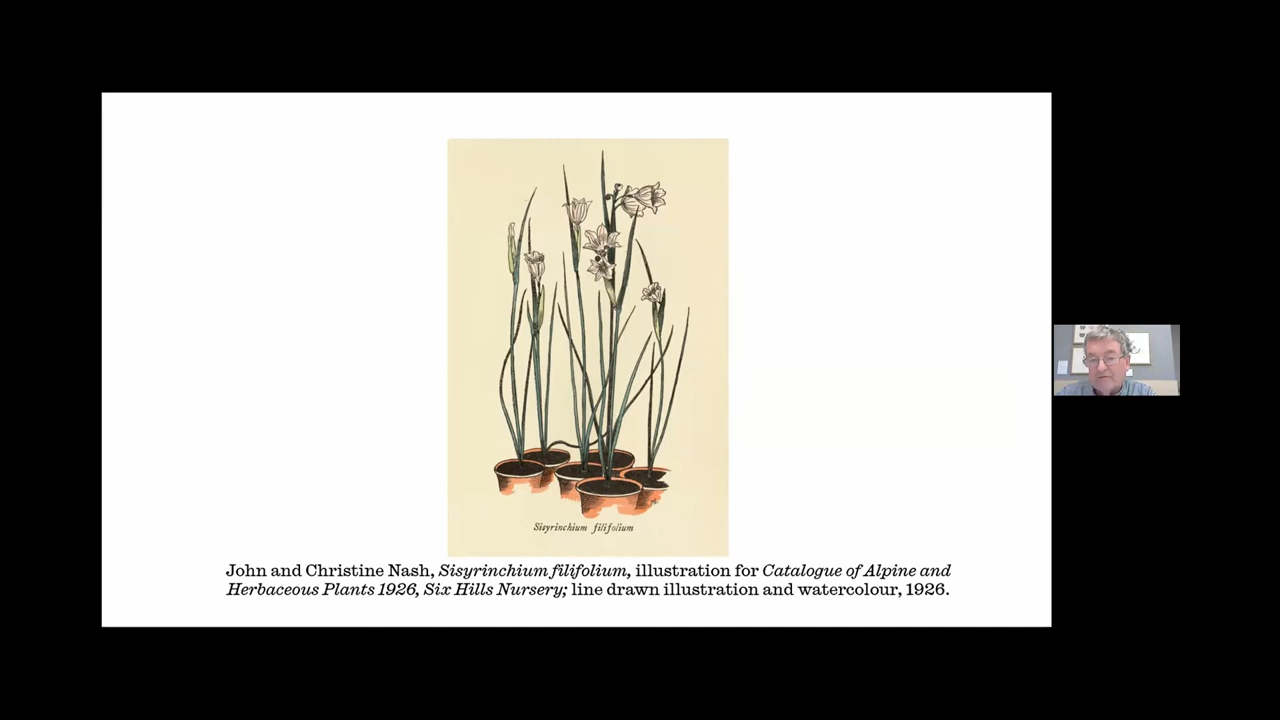 Sisyrinchium filifolium
John and Christine Nash, Sisyrinchium filifolium, illustration for Catalogue of Alpine and
Herbaceous Plants 1926, Six Hills Nursery; line drawn illustration and watercolour, 1926.